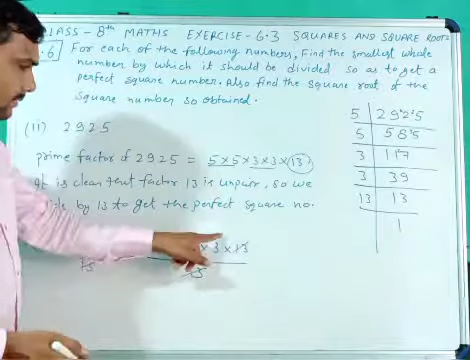 CLASS - 8th MATHS EXERCISE-6.3 SQUARES AND SQUARE ROOTS
.6 For each of the following numbers, Find the smallest whole
number by which it should be divided so as to get a
perfect square number. Also find the square root of the
square number so obtained.
(ii) 2925
prime factor of 2925 = 5×5×3×3×13
It is clear that factor 13 is unpair, so we
by 13 to get the perfect square no.
× 3 × 13
13
13
5 2925
5 585
3 117
3 39
13 13
1